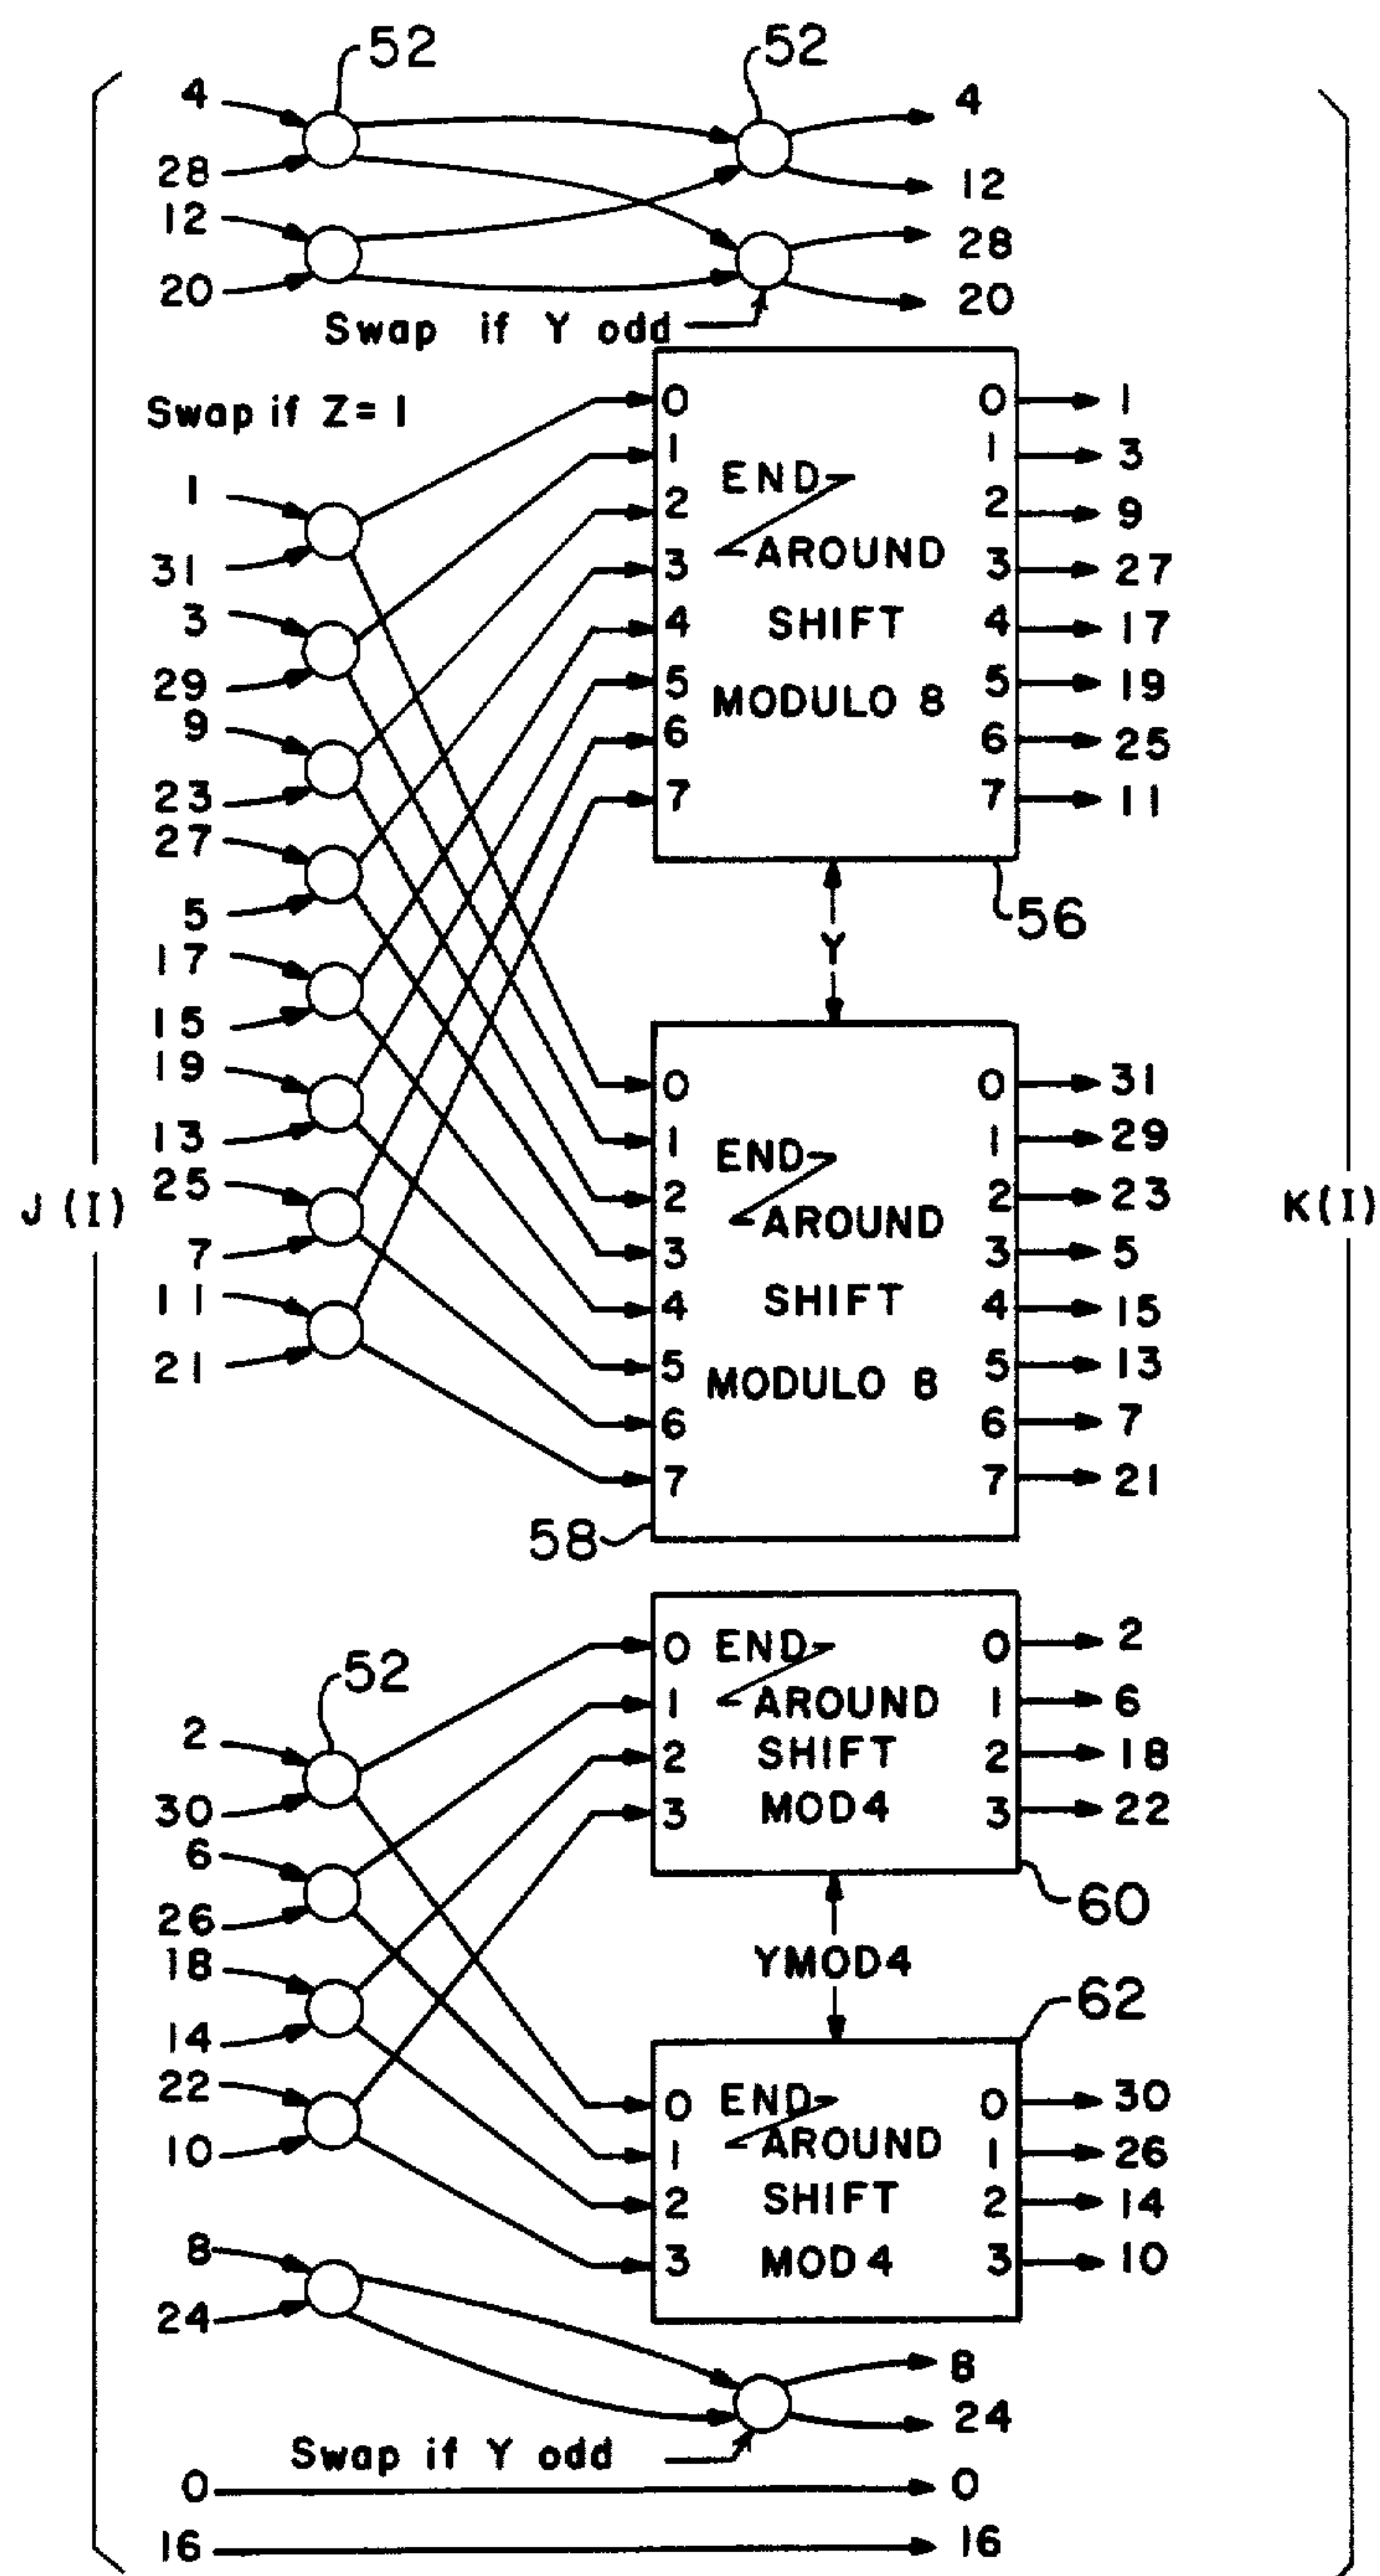 52 52
4 4
28 12
12 28
20 20
Swap if Y odd
Swap if Z=1
1
31
3
29
9
23
27
5
17
15
19
13
25
7
11
21
0 0 1
1 1 3
2 2 9
3 3 27
4 4 17
5 5 19
6 6 25
7 7 11
END-
-AROUND
SHIFT
MODULO 8
56
Y
0 0 31
1 1 29
2 2 23
3 3 5
4 4 15
5 5 13
6 6 7
7 7 21
END-
-AROUND
SHIFT
MODULO 8
58
J (I)
K(I)
52
2
30
6
26
18
14
22
10
0 0 2
1 1 6
2 2 18
3 3 22
END-
-AROUND
SHIFT
MOD4
60
YMOD4
62
0 0 30
1 1 26
2 2 14
3 3 10
END-
-AROUND
SHIFT
MOD4
8 8
24 24
Swap if Y odd
0 0
16 16